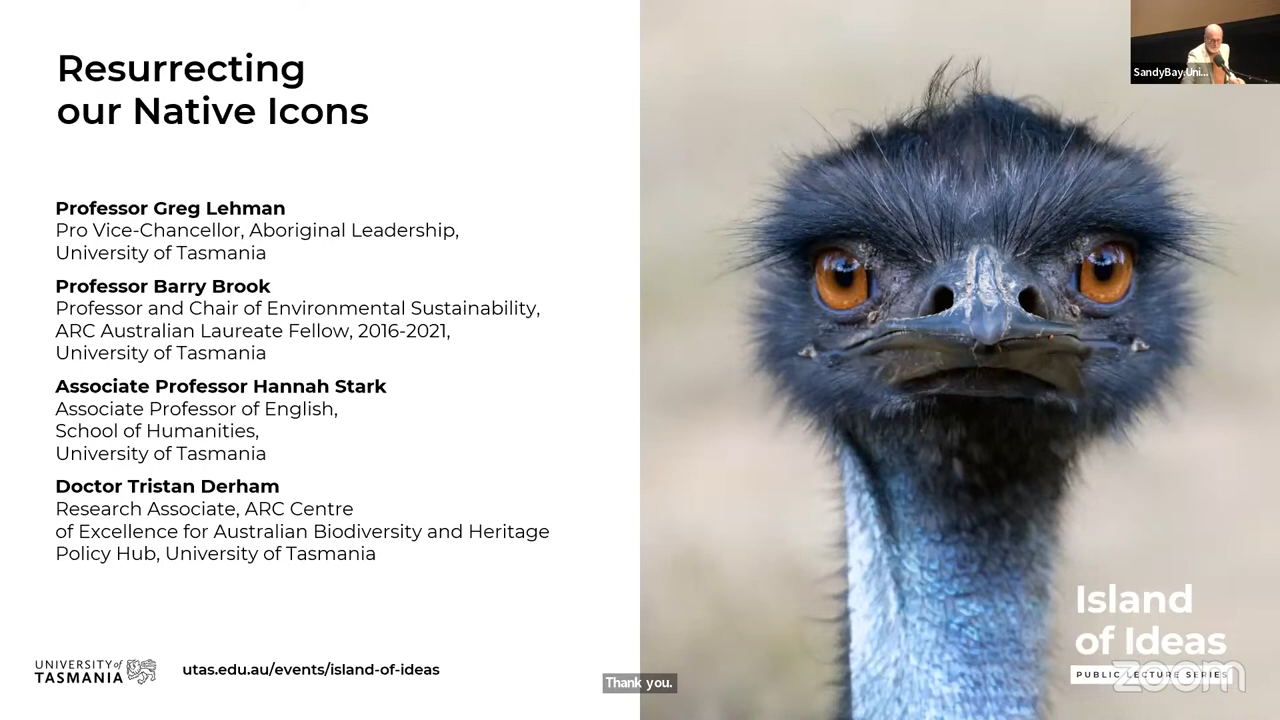 Resurrecting
our Native Icons
Professor Greg Lehman
Pro Vice-Chancellor, Aboriginal Leadership,
University of Tasmania
Professor Barry Brook
Professor and Chair of Environmental Sustainability,
ARC Australian Laureate Fellow, 2016-2021,
University of Tasmania
Associate Professor Hannah Stark
Associate Professor of English,
School of Humanities,
University of Tasmania
Doctor Tristan Derham
Research Associate, ARC Centre
of Excellence for Australian Biodiversity and Heritage
Policy Hub, University of Tasmania
UNIVERSITY of
TASMANIA
utas.edu.au/events/island-of-ideas
Thank you.
SandyBay.Uni...
Island
of Ideas
PUBLIC LECTURE SERIES
zoom